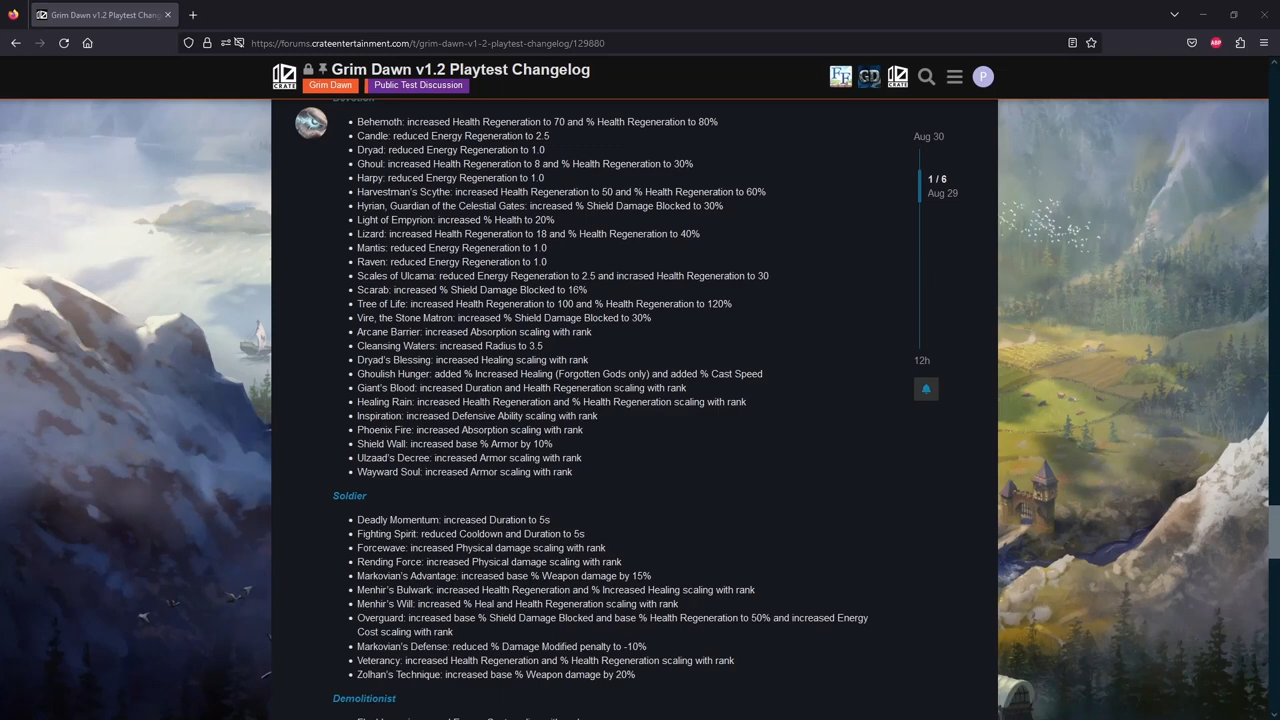 Grim Dawn v1.2 Playtest Chang
https://forums.crateentertainment.com/t/grim-dawn-v1-2-playtest-changelog/129880
ABP
CRATE
Grim Dawn v1.2 Playtest Changelog
Grim Dawn Public Test Discussion
FF GD CRATE P
Devotion
Behemoth: increased Health Regeneration to 70 and % Health Regeneration to 80%
Candle: reduced Energy Regeneration to 2.5
Dryad: reduced Energy Regeneration to 1.0
Ghoul: increased Health Regeneration to 8 and % Health Regeneration to 30%
Harpy: reduced Energy Regeneration to 1.0
Harvestman's Scythe: increased Health Regeneration to 50 and % Health Regeneration to 60%
Hyrian, Guardian of the Celestial Gates: increased % Shield Damage Blocked to 30%
Light of Empyrion: increased % Health to 20%
Lizard: increased Health Regeneration to 18 and % Health Regeneration to 40%
Mantis: reduced Energy Regeneration to 1.0
Raven: reduced Energy Regeneration to 1.0
Scales of Ulcama: reduced Energy Regeneration to 2.5 and incrased Health Regeneration to 30
Scarab: increased % Shield Damage Blocked to 16%
Tree of Life: increased Health Regeneration to 100 and % Health Regeneration to 120%
Vire, the Stone Matron: increased % Shield Damage Blocked to 30%
Arcane Barrier: increased Absorption scaling with rank
Cleansing Waters: increased Radius to 3.5
Dryad's Blessing: increased Healing scaling with rank
Ghoulish Hunger: added % Increased Healing (Forgotten Gods only) and added % Cast Speed
Giant's Blood: increased Duration and Health Regeneration scaling with rank
Healing Rain: increased Health Regeneration and % Health Regeneration scaling with rank
Inspiration: increased Defensive Ability scaling with rank
Phoenix Fire: increased Absorption scaling with rank
Shield Wall: increased base % Armor by 10%
Ulzaad's Decree: increased Armor scaling with rank
Wayward Soul: increased Armor scaling with rank
Aug 30
1 / 6
Aug 29
12h
Soldier
Deadly Momentum: increased Duration to 5s
Fighting Spirit: reduced Cooldown and Duration to 5s
Forcewave: increased Physical damage scaling with rank
Rending Force: increased Physical damage scaling with rank
Markovian's Advantage: increased base % Weapon damage by 15%
Menhir's Bulwark: increased Health Regeneration and % Increased Healing scaling with rank
Menhir's Will: increased % Heal and Health Regeneration scaling with rank
Overguard: increased base % Shield Damage Blocked and base % Health Regeneration to 50% and increased Energy
Cost scaling with rank
Markovian's Defense: reduced % Damage Modified penalty to -10%
Veterancy: increased Health Regeneration and % Health Regeneration scaling with rank
Zolhan's Technique: increased base % Weapon damage by 20%
Demolitionist